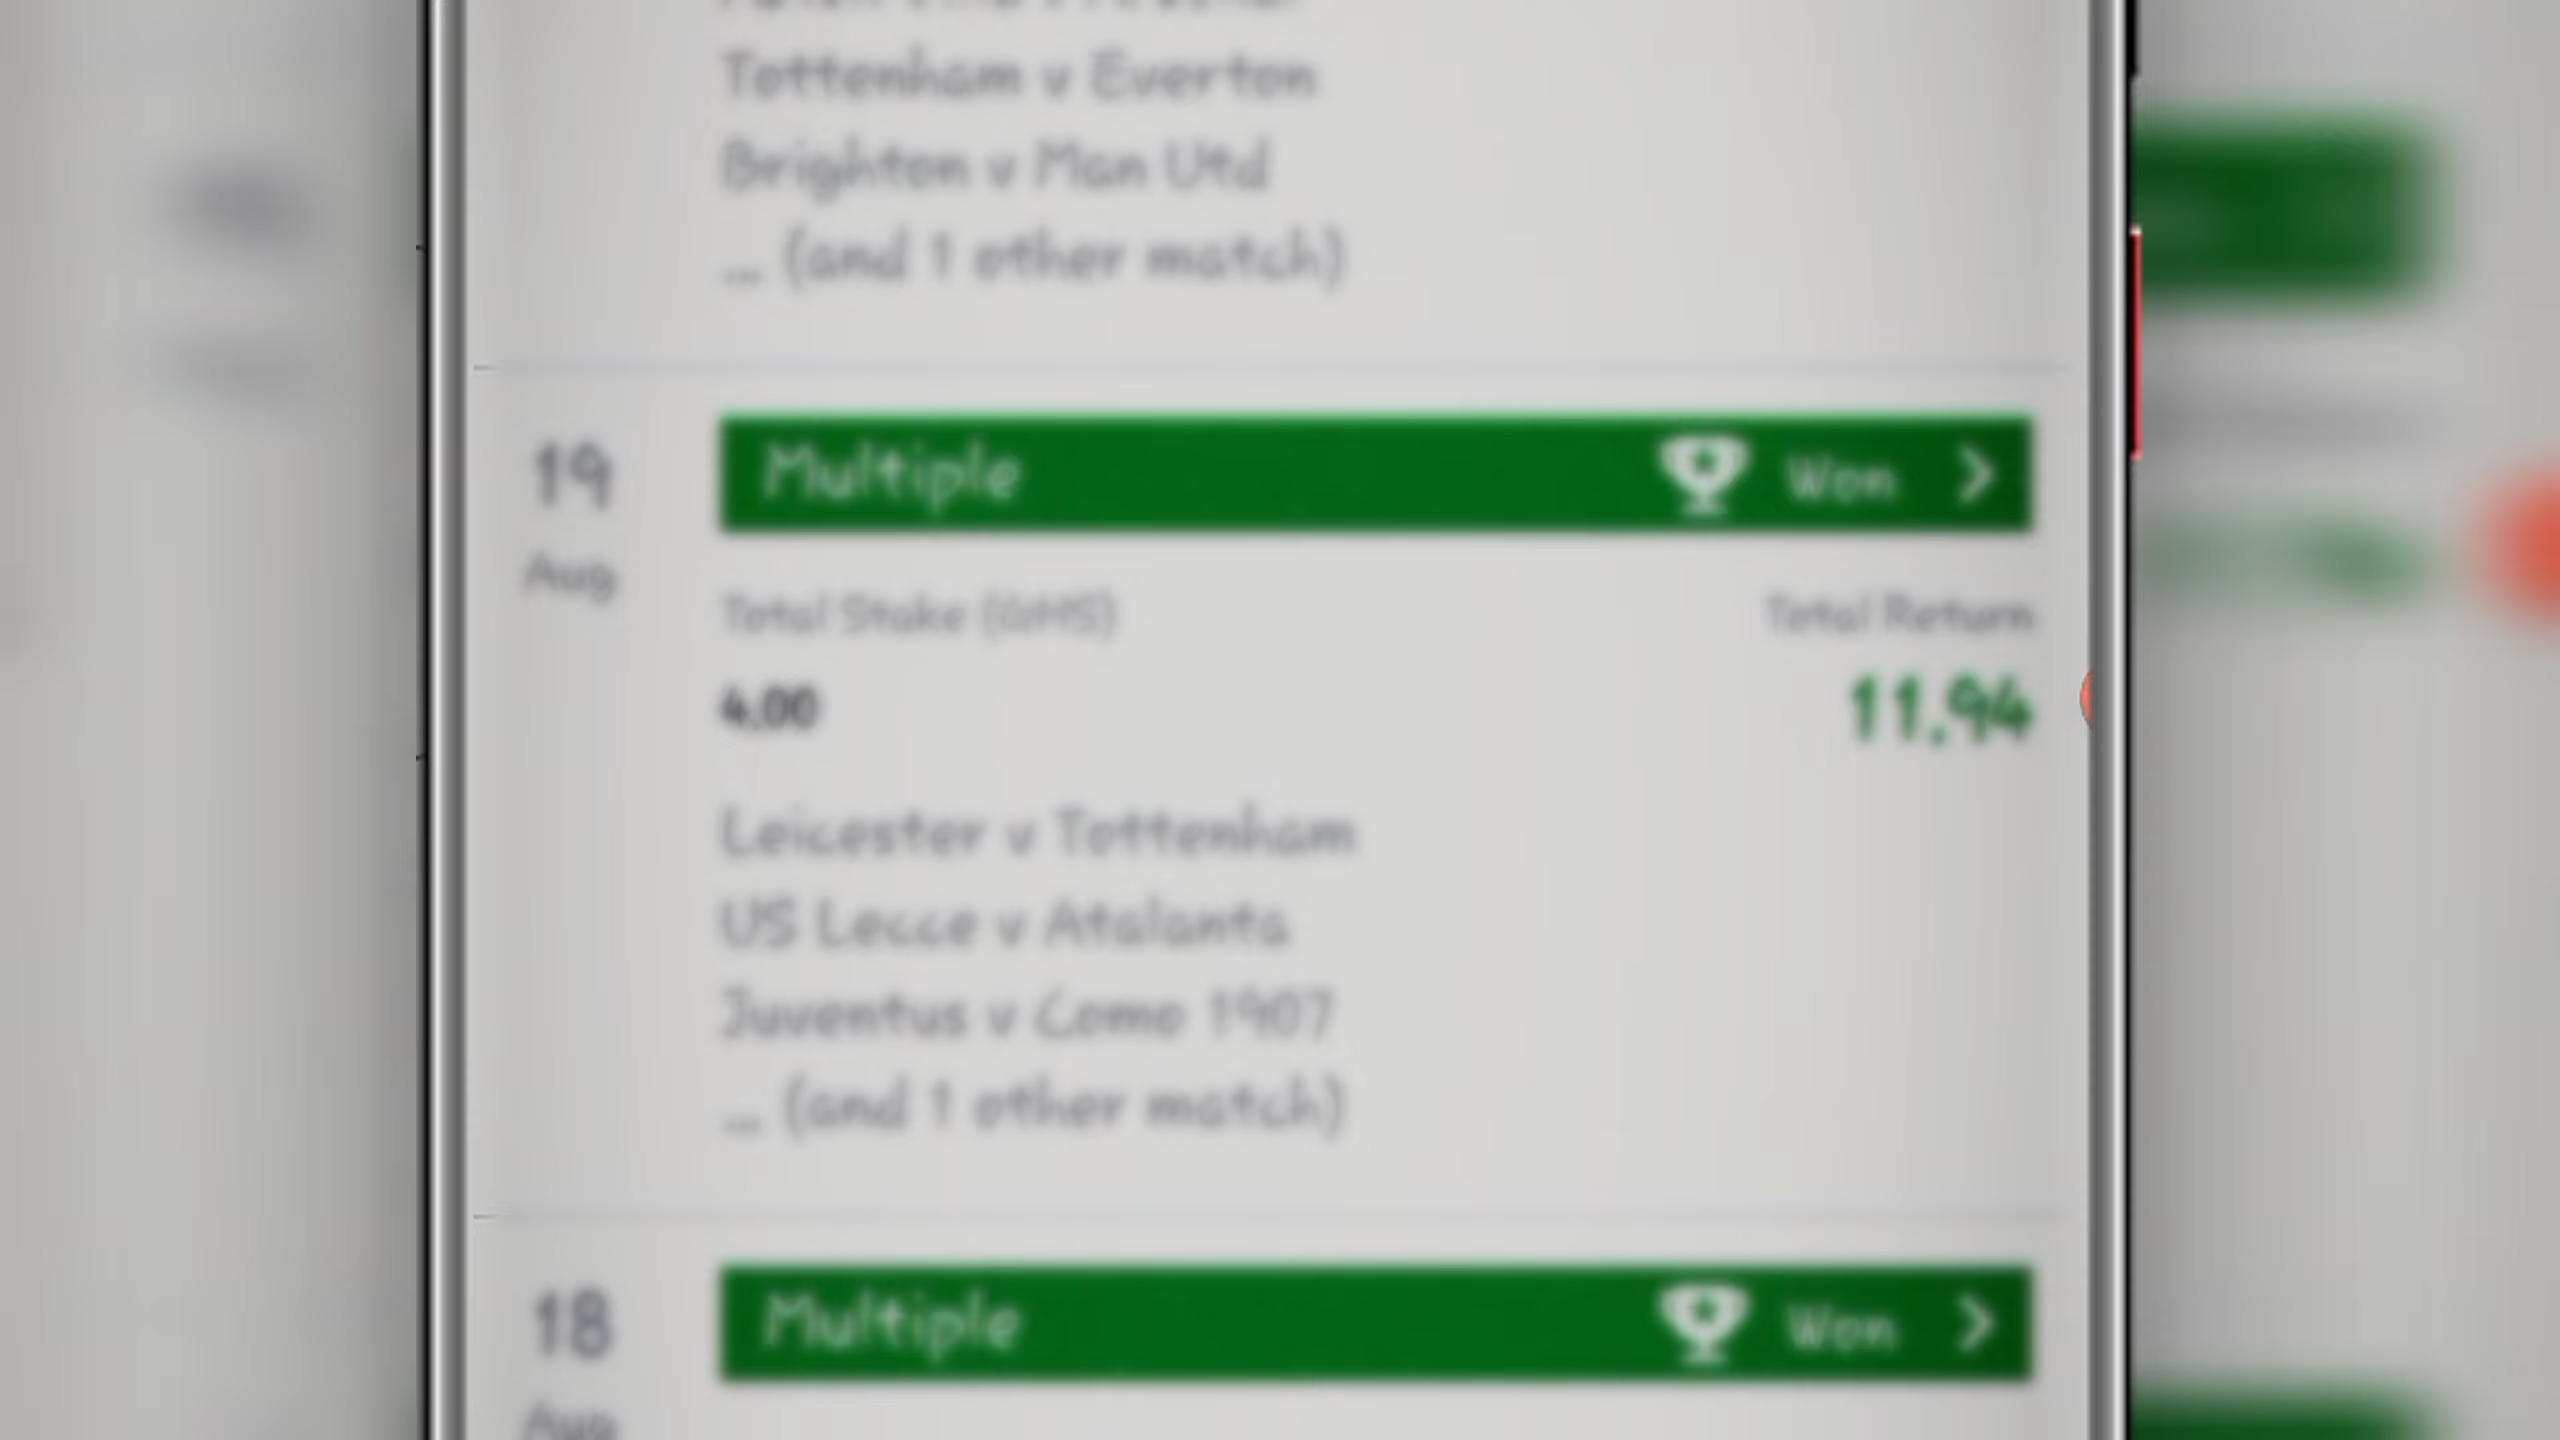 Tottenham v Everton
Brighton v Man Utd
... (and 1 other match)
19
Aug
Multiple
Won
Total Stake (GHS)
Total Return
4.00
11.94
Leicester v Tottenham
US Lecce v Atalanta
Juventus v Como 1907
... (and 1 other match)
18
Aug
Multiple
Won